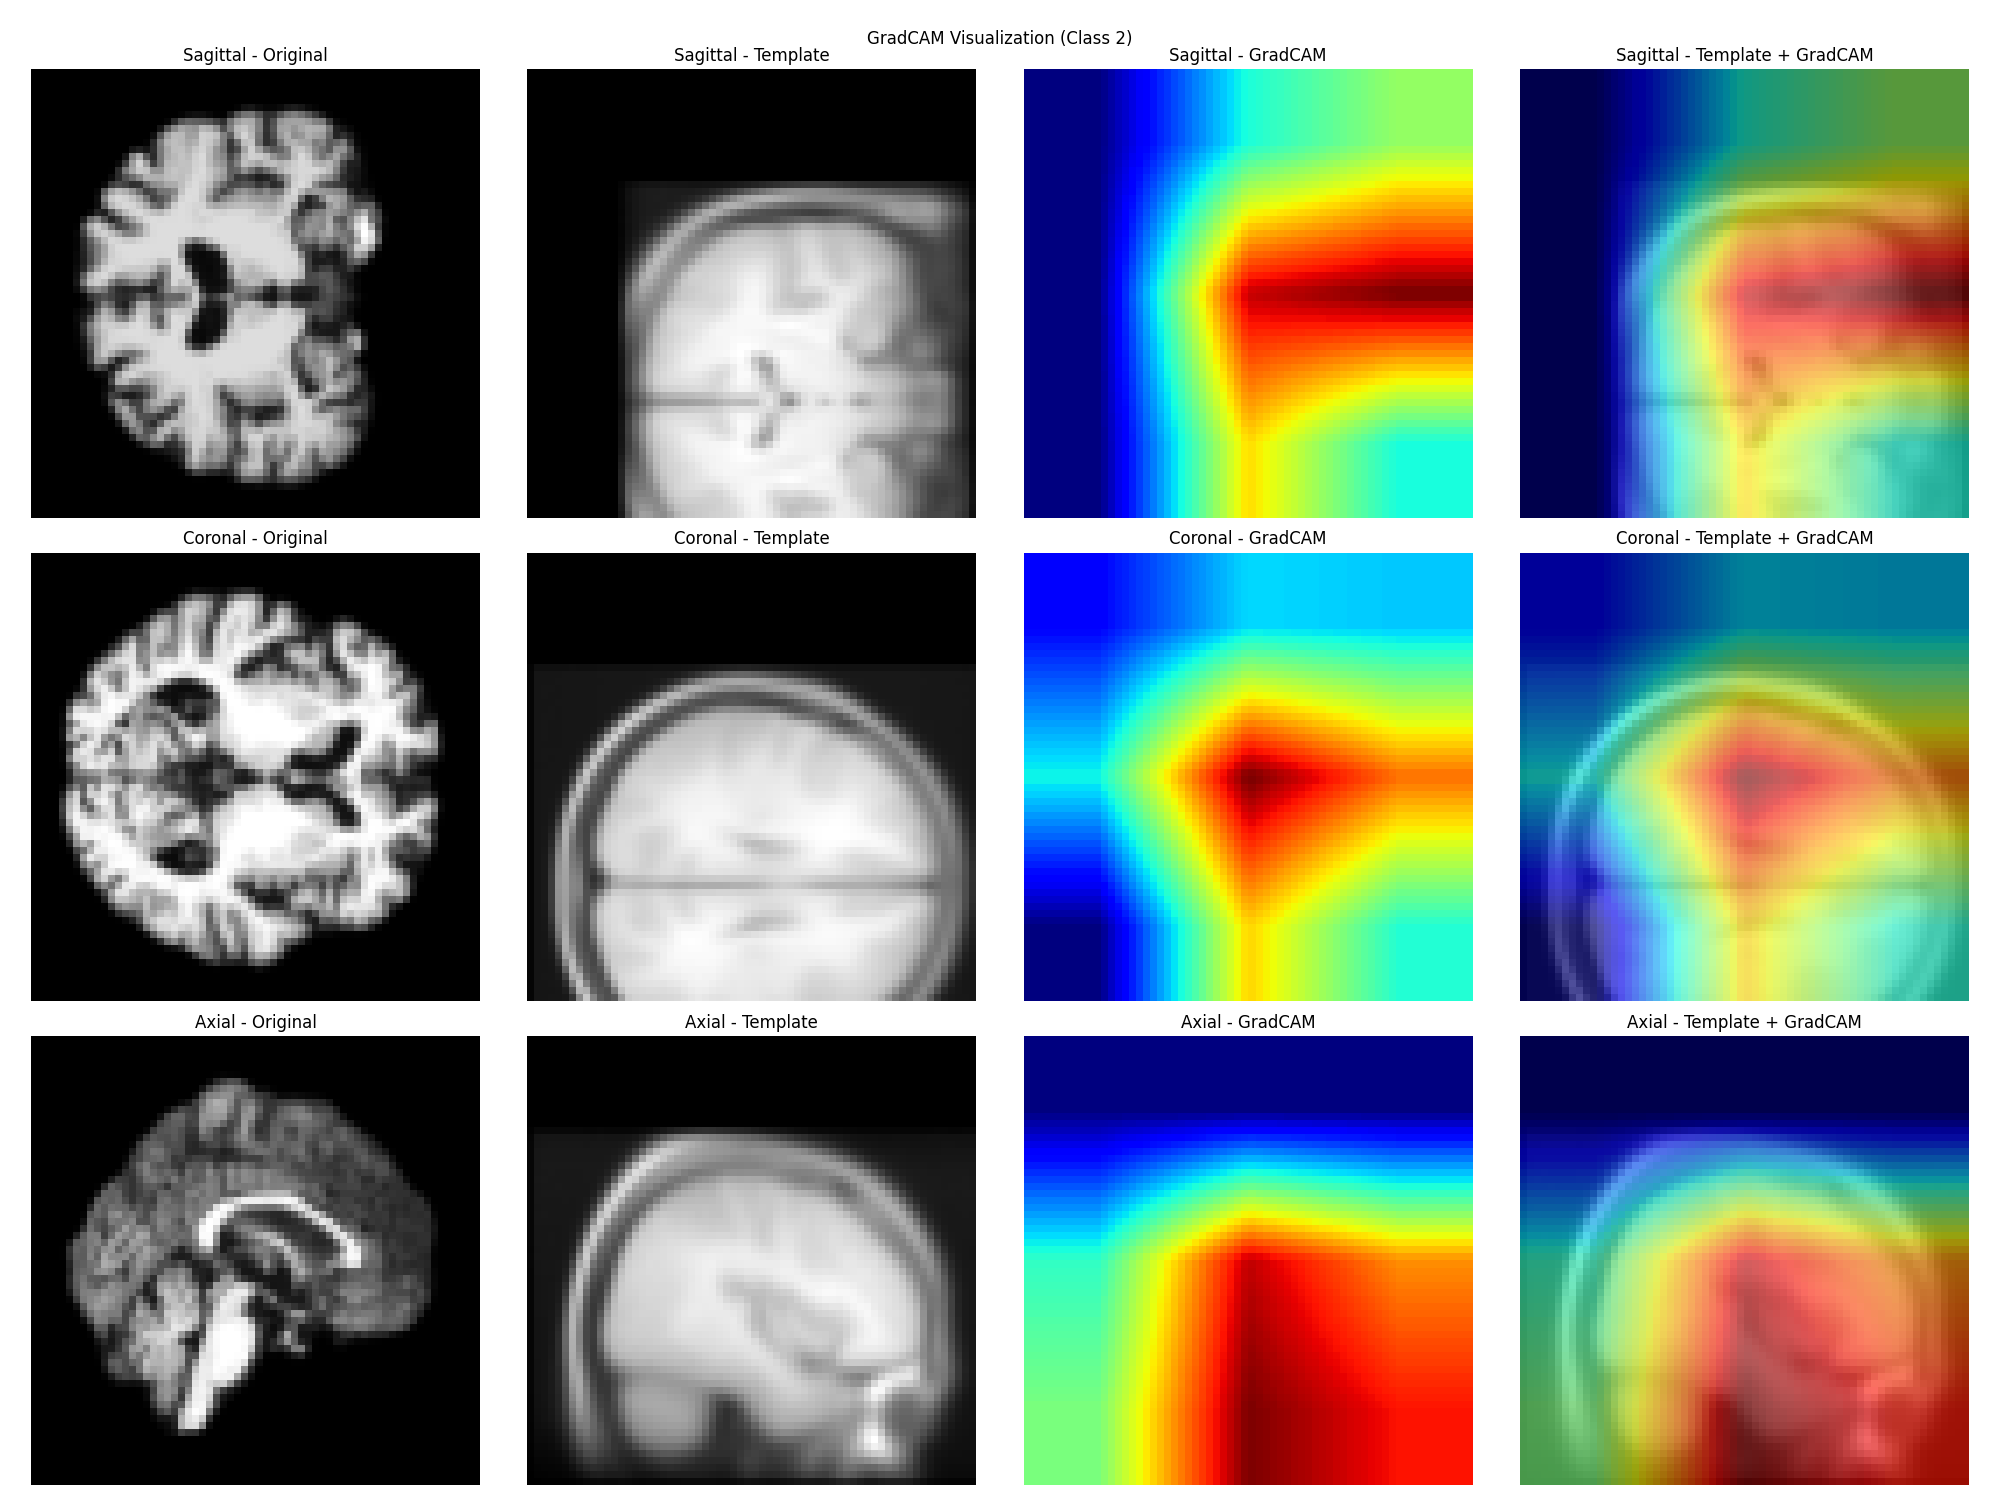 GradCAM Visualization (Class 2)
Sagittal - Original
Sagittal - Template
Sagittal - GradCAM
Sagittal - Template + GradCAM
Coronal - Original
Coronal - Template
Coronal - GradCAM
Coronal - Template + GradCAM
Axial - Original
Axial - Template
Axial - GradCAM
Axial - Template + GradCAM